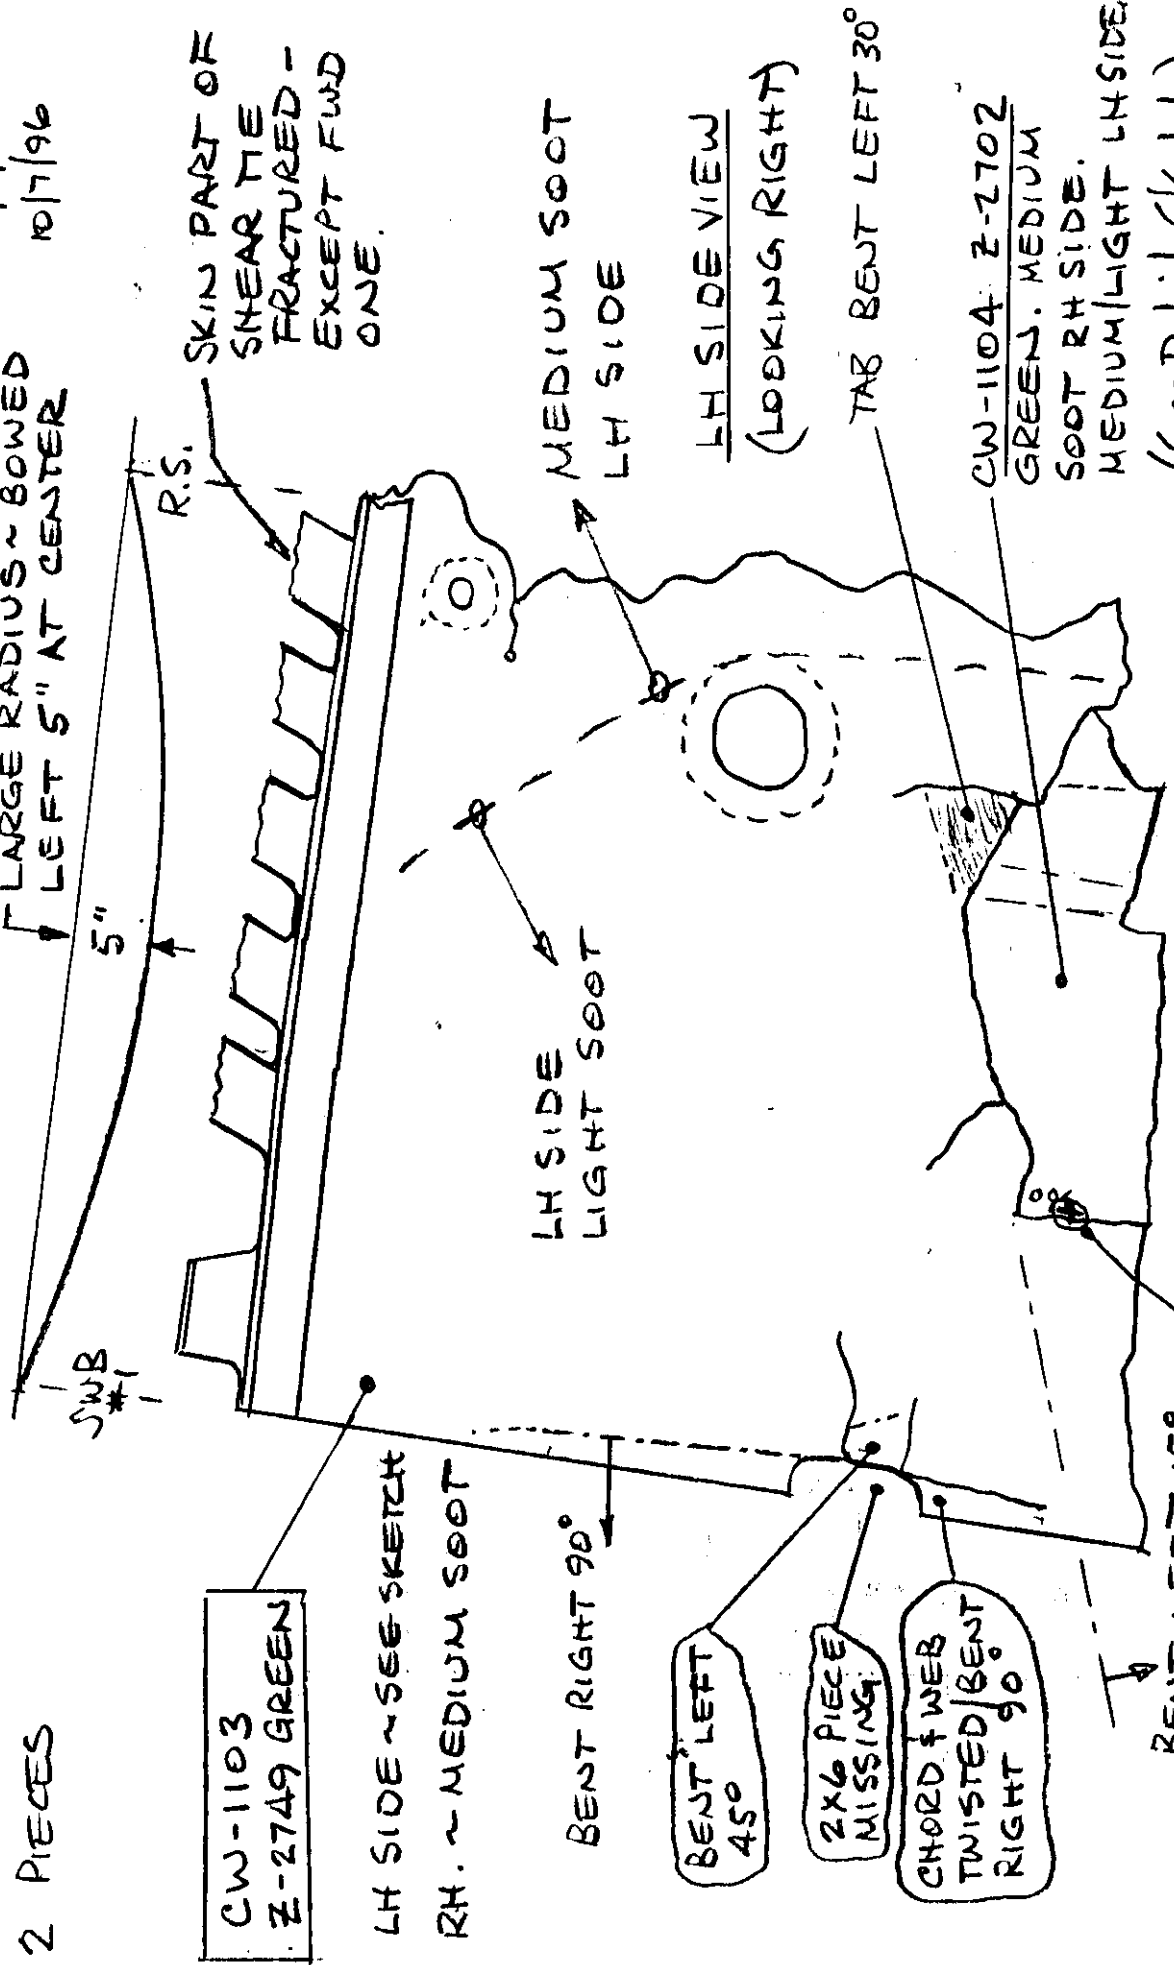 2 PIECES
LARGE RADIUS ~ BOWED
LEFT 5" AT CENTER
10/7/96
5"
SWB
#1
R.S.
SKIN PART OF
SHEAR TIE
FRACTURED -
EXCEPT FWD
ONE.
CW-1103
Z-2749 GREEN
LH SIDE ~ SEE SKETCH
RH. ~ MEDIUM SOOT
LH SIDE
LIGHT SOOT
MEDIUM SOOT
LH SIDE
LH SIDE VIEW
(LOOKING RIGHT)
BENT RIGHT 90°
BENT LEFT
45°
2X6 PIECE
MISSING
CHORD & WEB
TWISTED/BENT
RIGHT 90°
TAB BENT LEFT 30°
CW-1104 Z-2702
GREEN. MEDIUM
SOOT RH SIDE.
MEDIUM/LIGHT LH SIDE
BENT LEFT